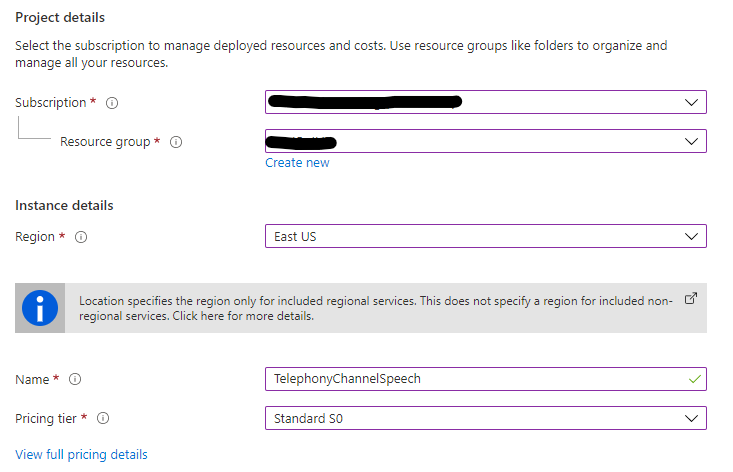 Project details
Select the subscription to manage deployed resources and costs. Use resource groups like folders to organize and
manage all your resources.
Subscription *
Resource group *
Create new
Instance details
Region *
East US
Location specifies the region only for included regional services. This does not specify a region for included non-
regional services. Click here for more details.
Name *
TelephonyChannelSpeech
Pricing tier *
Standard S0
View full pricing details